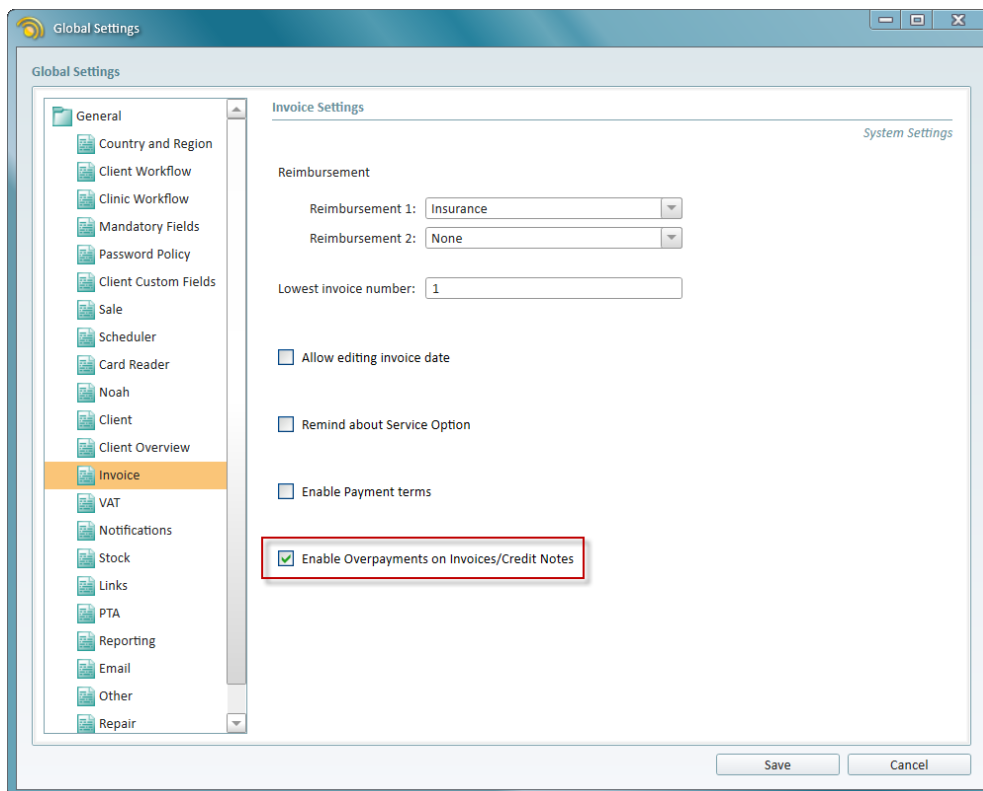 Global Settings
Global Settings
General
Country and Region
Client Workflow
Clinic Workflow
Mandatory Fields
Password Policy
Client Custom Fields
Sale
Scheduler
Card Reader
Noah
Client
Client Overview
Invoice
VAT
Notifications
Stock
Links
PTA
Reporting
Email
Other
Repair
Invoice Settings
System Settings
Reimbursement
Reimbursement 1: Insurance
Reimbursement 2: None
Lowest invoice number: 1
Allow editing invoice date
Remind about Service Option
Enable Payment terms
Enable Overpayments on Invoices/Credit Notes
Save Cancel